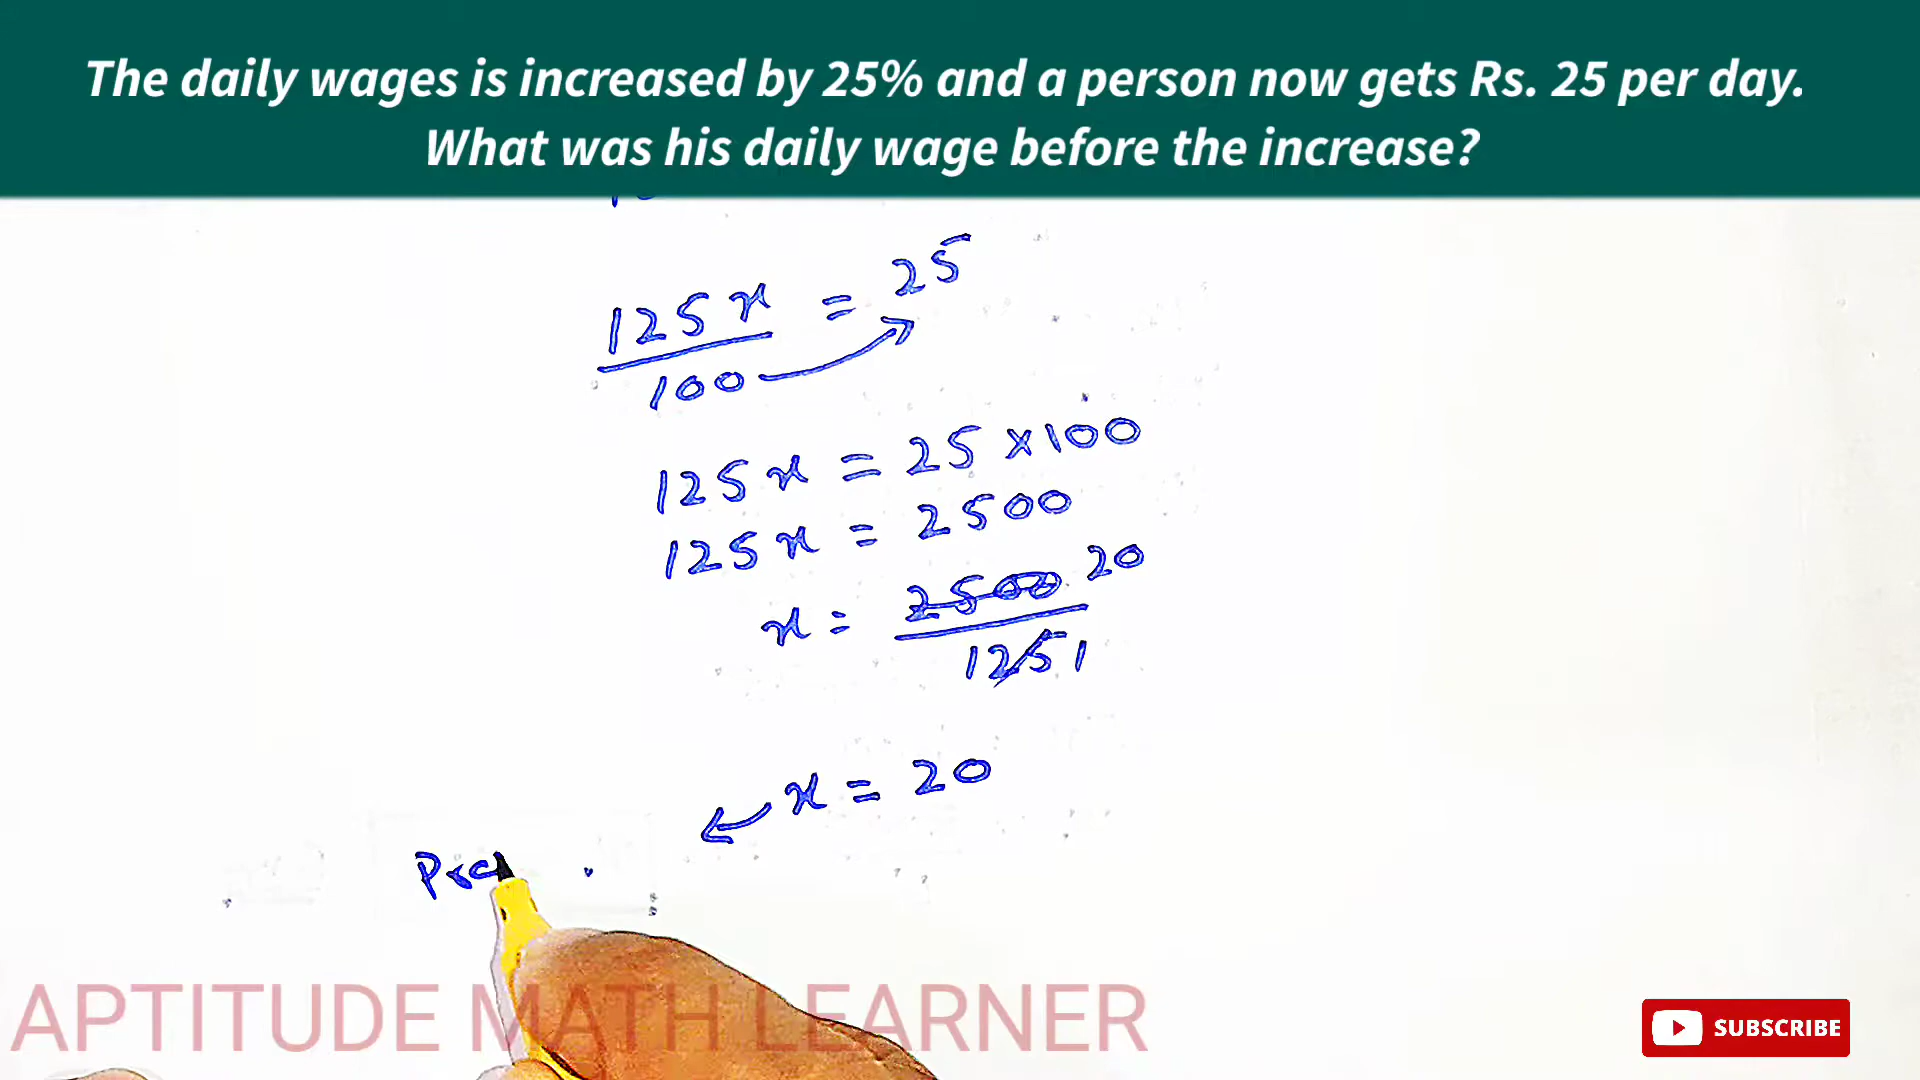 The daily wages is increased by 25% and a person now gets Rs. 25 per day.
What was his daily wage before the increase?
125x = 25
100
125x = 25 × 100
125x = 2500
x = 2500 20
125 1
x = 20
APTITUDE MATH LEARNER
SUBSCRIBE